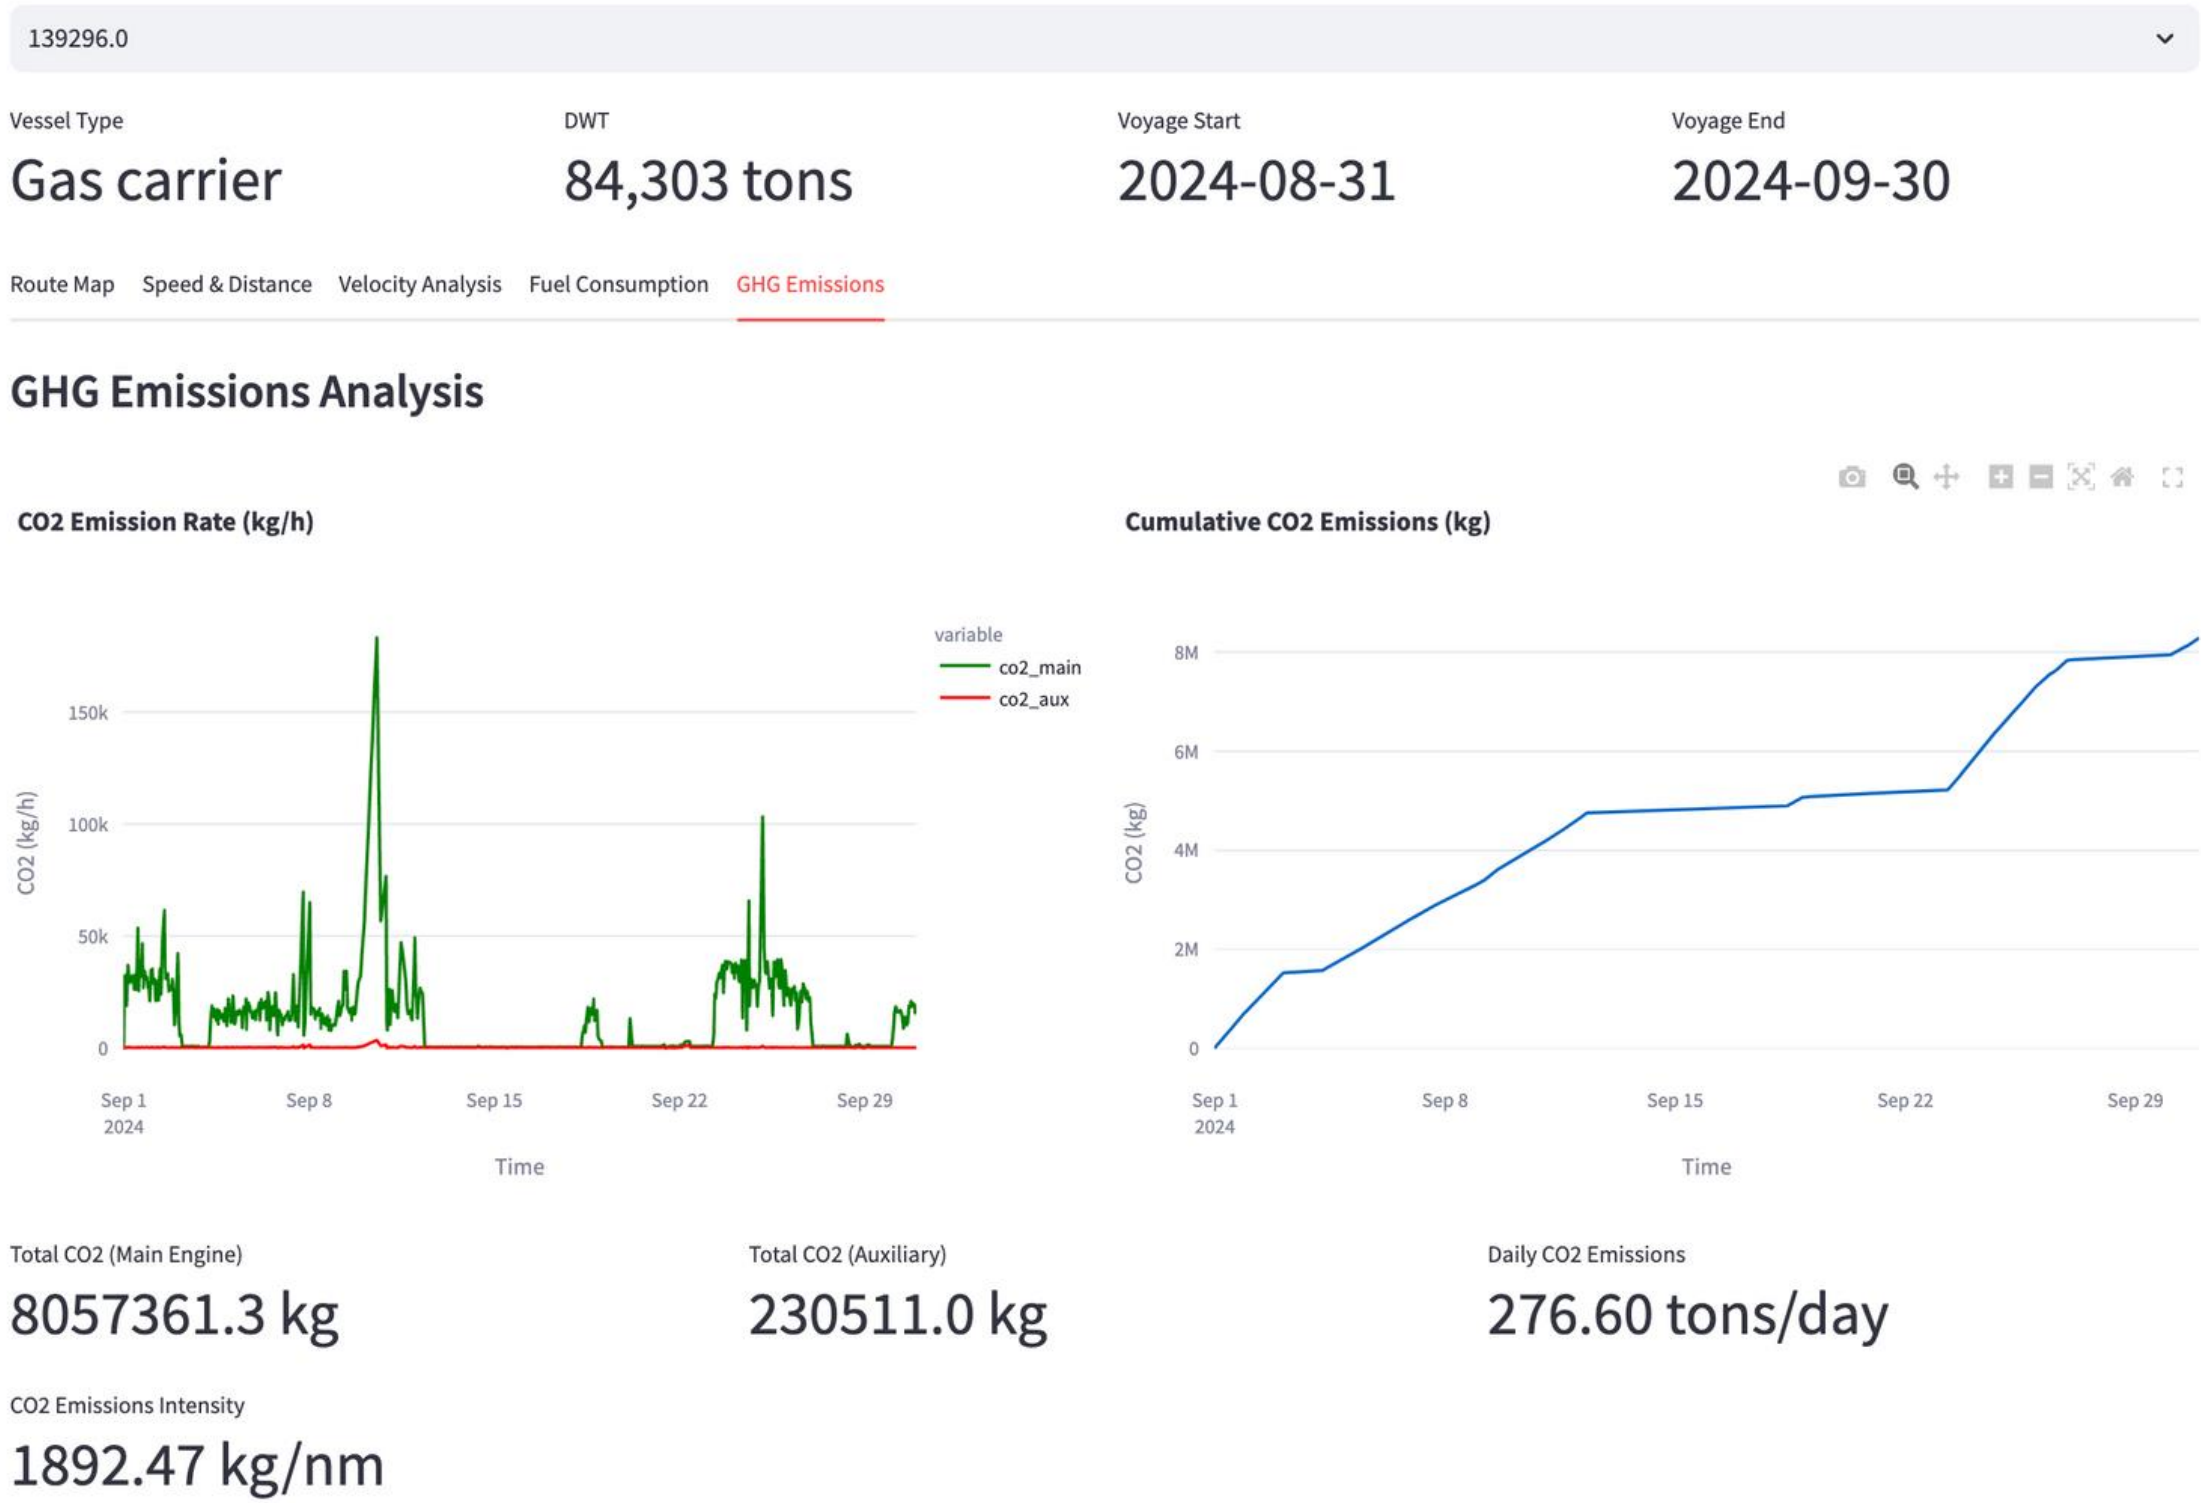 139296.0
Vessel Type
DWT
Voyage Start
Voyage End
Gas carrier
84,303 tons
2024-08-31
2024-09-30
Route Map
Speed & Distance
Velocity Analysis
Fuel Consumption
GHG Emissions
GHG Emissions Analysis
CO2 Emission Rate (kg/h)
variable
co2_main
co2_aux
CO2 (kg/h)
150k
100k
50k
0
Sep 1
2024
Sep 8
Sep 15
Sep 22
Sep 29
Time
Cumulative CO2 Emissions (kg)
CO2 (kg)
8M
6M
4M
2M
0
Sep 1
2024
Sep 8
Sep 15
Sep 22
Sep 29
Time
Total CO2 (Main Engine)
8057361.3 kg
Total CO2 (Auxiliary)
230511.0 kg
Daily CO2 Emissions
276.60 tons/day
CO2 Emissions Intensity
1892.47 kg/nm